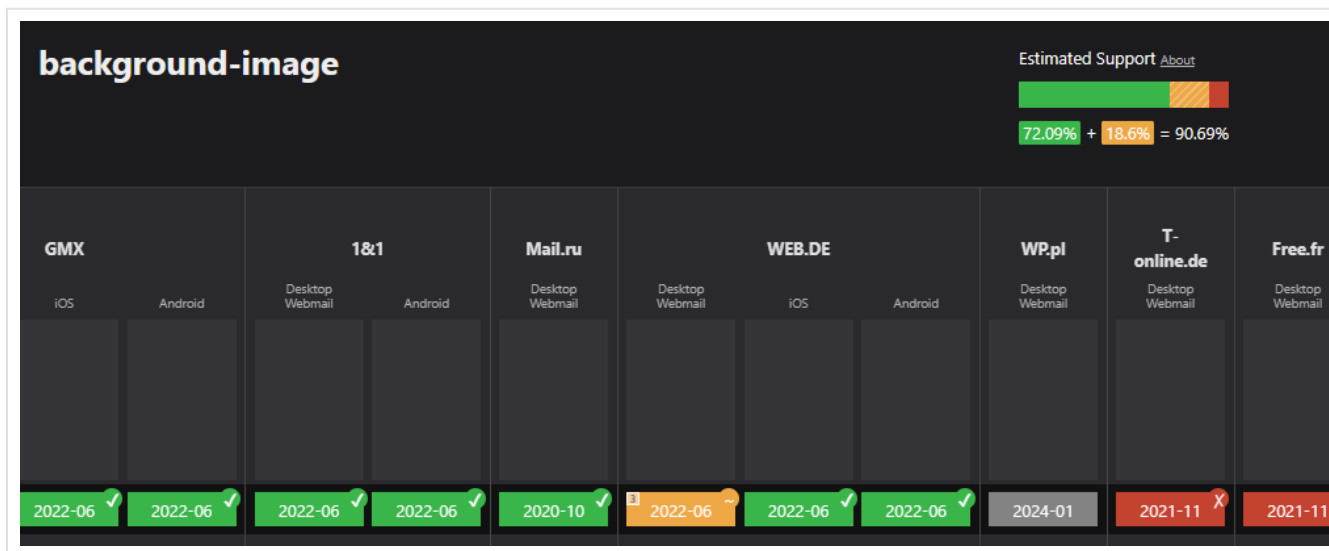 background-image
Estimated Support About
72.09% + 18.6% = 90.69%
GMX
1&1
Mail.ru
WEB.DE
WP.pl
T-
online.de
Free.fr
iOS
Android
Desktop
Webmail
Android
Desktop
Webmail
Desktop
Webmail
iOS
Android
Desktop
Webmail
Desktop
Webmail
Desktop
Webmail
2022-06 ✓
2022-06 ✓
2022-06 ✓
2022-06 ✓
2020-10 ✓
3 2022-06 ~
2022-06 ✓
2022-06 ✓
2024-01
2021-11 ✗
2021-11